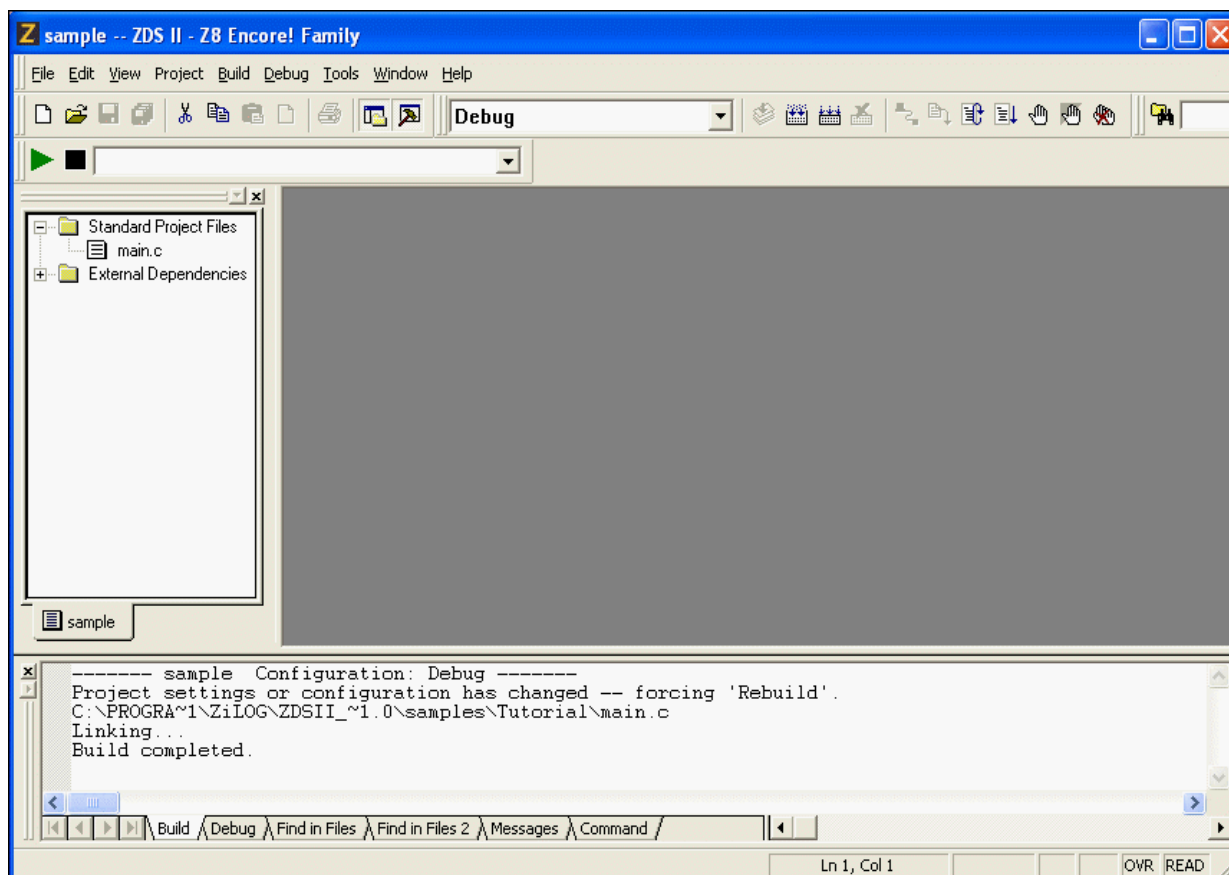 sample -- ZDS II - Z8 Encore! Family
File Edit View Project Build Debug Tools Window Help
Debug
Standard Project Files
main.c
External Dependencies
sample
------- sample  Configuration: Debug -------
Project settings or configuration has changed -- forcing 'Rebuild'.
C:\PROGRA~1\ZiLOG\ZDSII_~1.0\samples\Tutorial\main.c
Linking...
Build completed.
Build Debug Find in Files Find in Files 2 Messages Command
Ln 1, Col 1 OVR READ